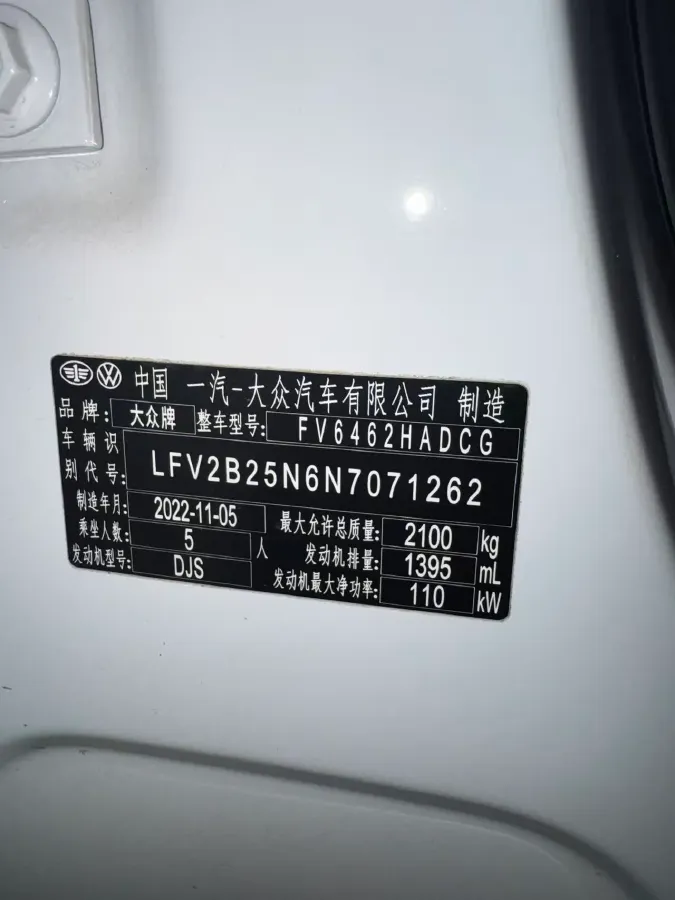 中国 一汽-大众汽车有限公司 制造
品牌: 大众牌 整车型号: FV6462HADCG
车辆识别代号: LFV2B25N6N7071262
制造年月: 2022-11-05 最大允许总质量: 2100 kg
乘坐人数: 5 人 发动机排量: 1395 mL
发动机型号: DJS 发动机最大净功率: 110 kW